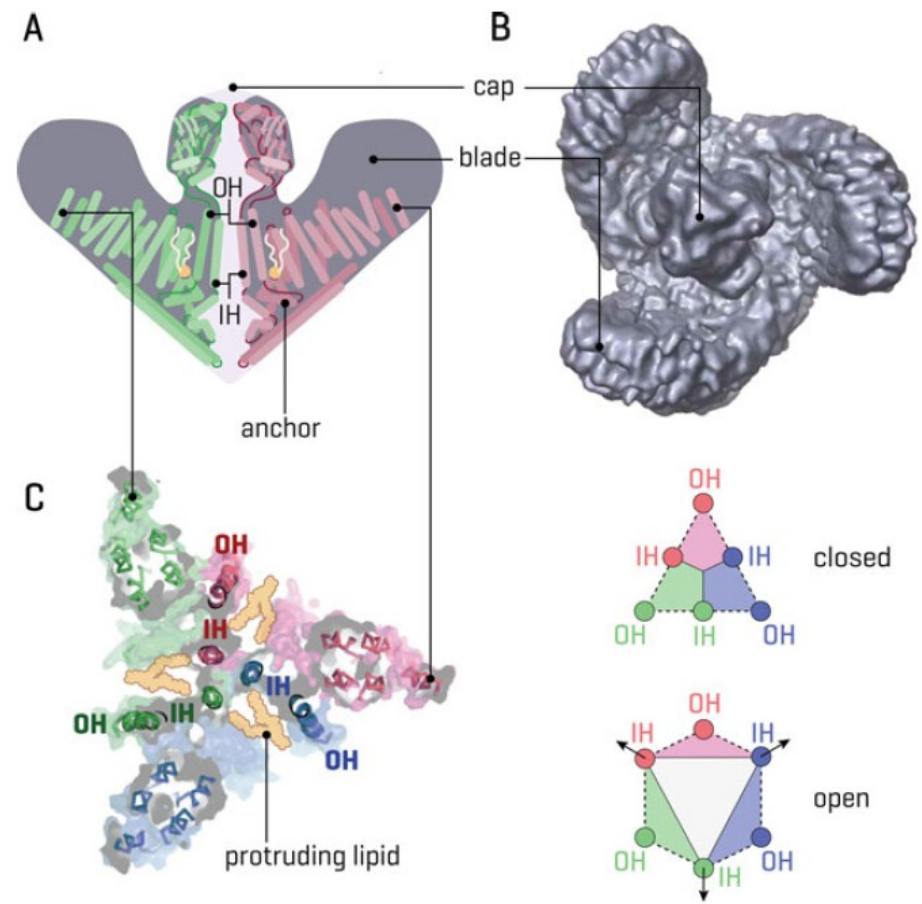 A
B
cap
blade
OH
IH
anchor
C
OH
IH
IH
OH
IH
OH
protruding lipid
OH
IH
IH
closed
OH
IH
OH
OH
IH
IH
open
OH
OH
IH